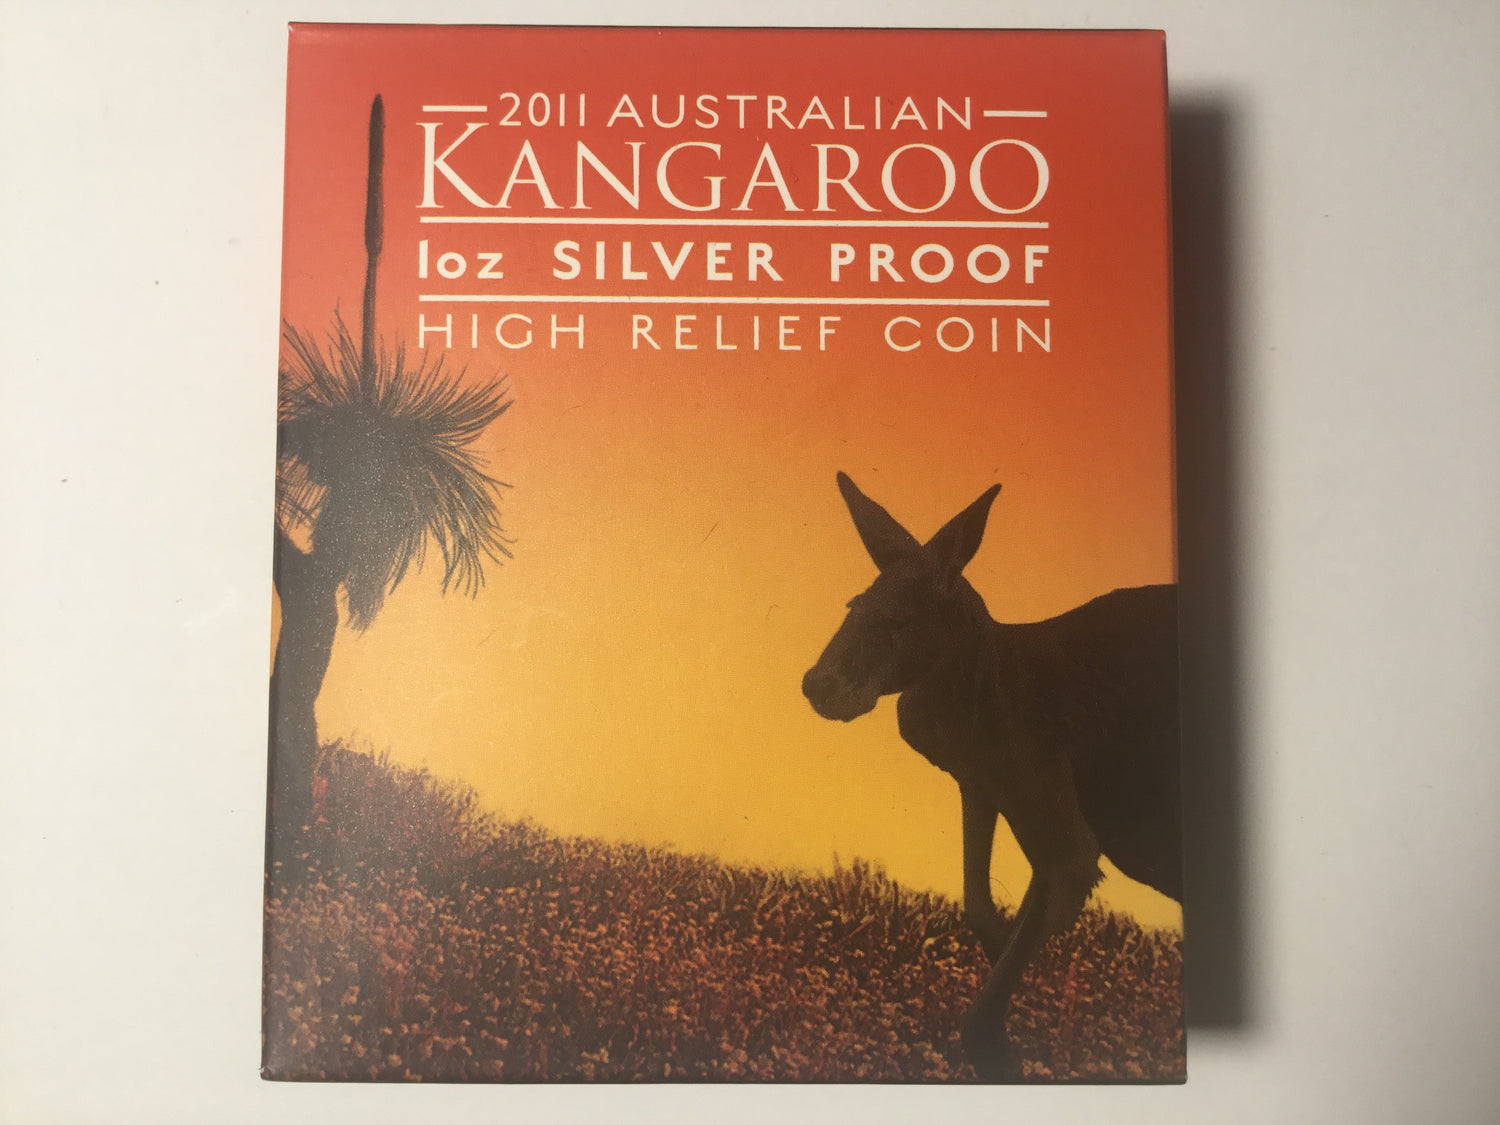 2011 AUSTRALIAN
KANGAROO
1oz SILVER PROOF
HIGH RELIEF COIN